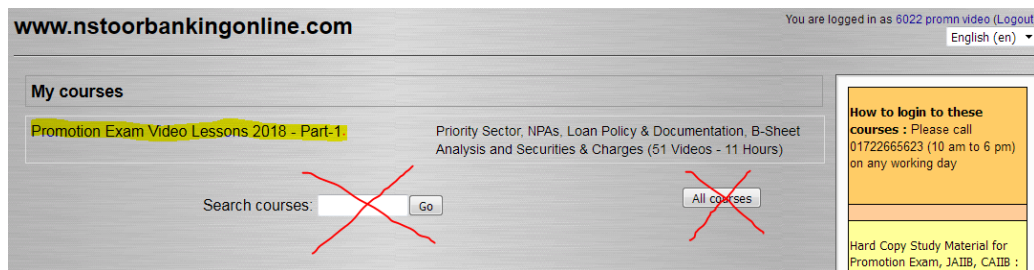 www.nstoorbankingonline.com
You are logged in as 6022 promn video (Logout
English (en)
My courses
Promotion Exam Video Lessons 2018 - Part-1.
Priority Sector, NPAs, Loan Policy & Documentation, B-Sheet
Analysis and Securities & Charges (51 Videos - 11 Hours)
Search courses:
Go
All courses
How to login to these
courses : Please call
01722665623 (10 am to 6 pm)
on any working day
Hard Copy Study Material for
Promotion Exam, JAIIB, CAIIB :